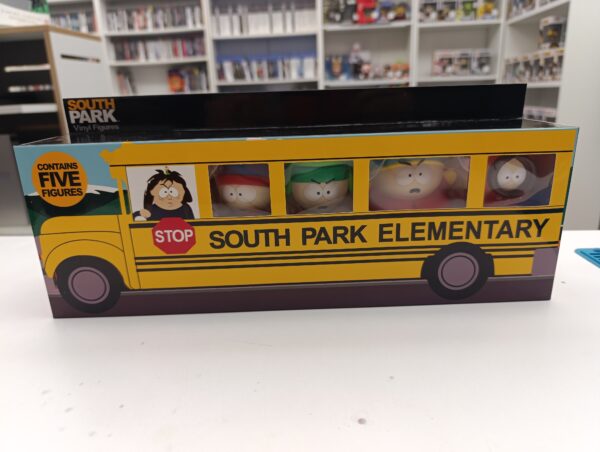 SOUTH
PARK
Vinyl Figures
CONTAINS
FIVE
FIGURES
STOP
SOUTH PARK ELEMENTARY